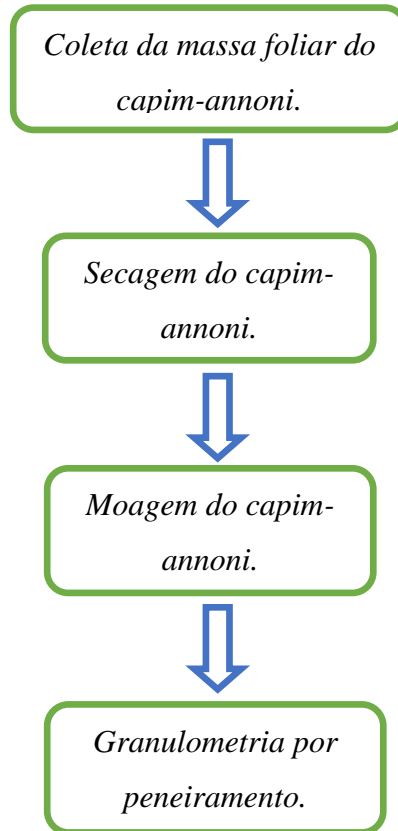 Coleta da massa foliar do
capim-annoni.
Secagem do capim-
annoni.
Moagem do capim-
annoni.
Granulometria por
peneiramento.